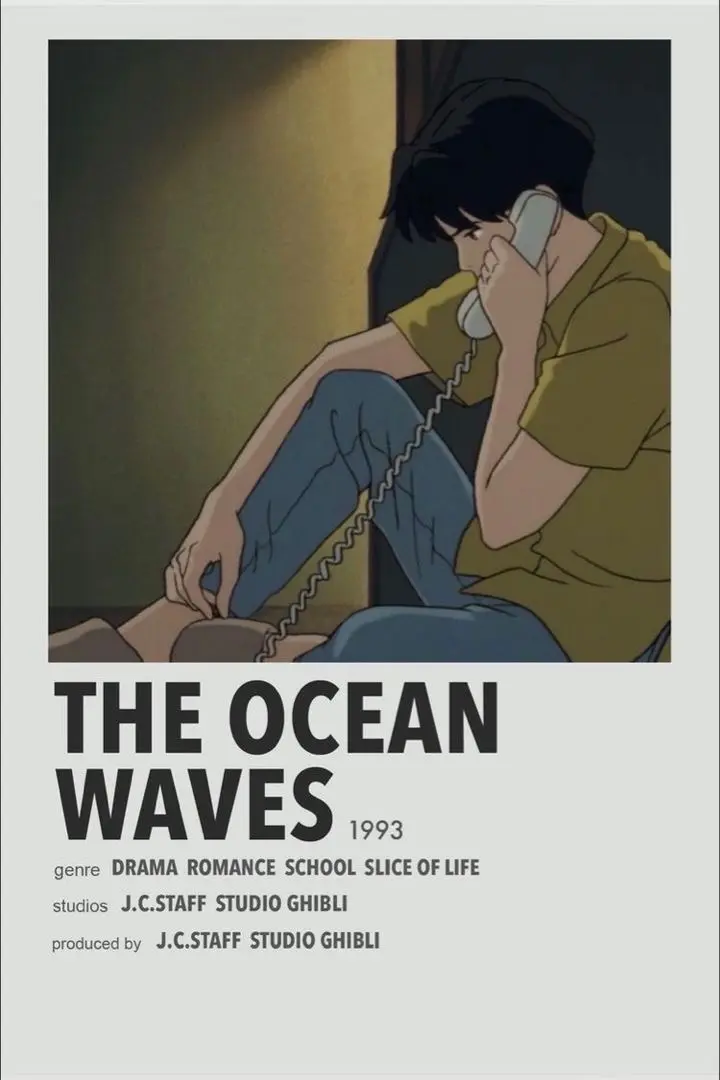 THE OCEAN
WAVES 1993
genre DRAMA ROMANCE SCHOOL SLICE OF LIFE
studios J.C.STAFF STUDIO GHIBLI
produced by J.C.STAFF STUDIO GHIBLI